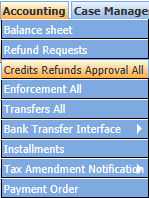 Accounting Case Manage
Balance sheet
Refund Requests
Credits Refunds Approval All
Enforcement All
Transfers All
Bank Transfer Interface
Installments
Tax Amendment Notification
Payment Order